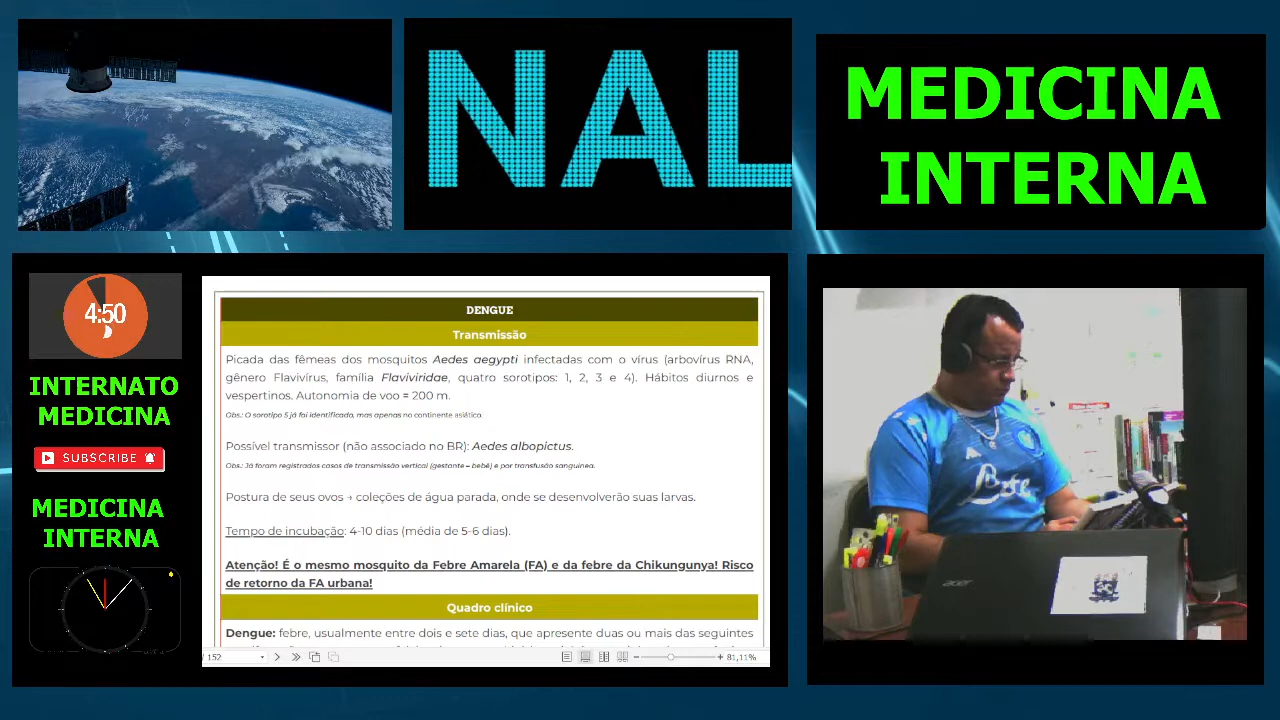 NAL
MEDICINA
INTERNA
4:50
INTERNATO
MEDICINA
SUBSCRIBE
MEDICINA
INTERNA
DENGUE
Transmissão
Picada das fêmeas dos mosquitos Aedes aegypti infectadas com o vírus (arbovírus RNA,
gênero Flavivírus, família Flaviviridae, quatro sorotipos: 1, 2, 3 e 4). Hábitos diurnos e
vespertinos. Autonomia de voo = 200 m.
Obs.: O sorotipo 5 já foi identificado, mas apenas no continente asiático.
Possível transmissor (não associado no BR): Aedes albopictus.
Obs.: Já foram registrados casos de transmissão vertical (gestante – bebê) e por transfusão sanguínea.
Postura de seus ovos + coleções de água parada, onde se desenvolverão suas larvas.
Tempo de incubação: 4-10 dias (média de 5-6 dias).
Atenção! É o mesmo mosquito da Febre Amarela (FA) e da febre da Chikungunya! Risco
de retorno da FA urbana!
Quadro clínico
Dengue: febre, usualmente entre dois e sete dias, que apresente duas ou mais das seguintes
/ 152
81,11%
acer